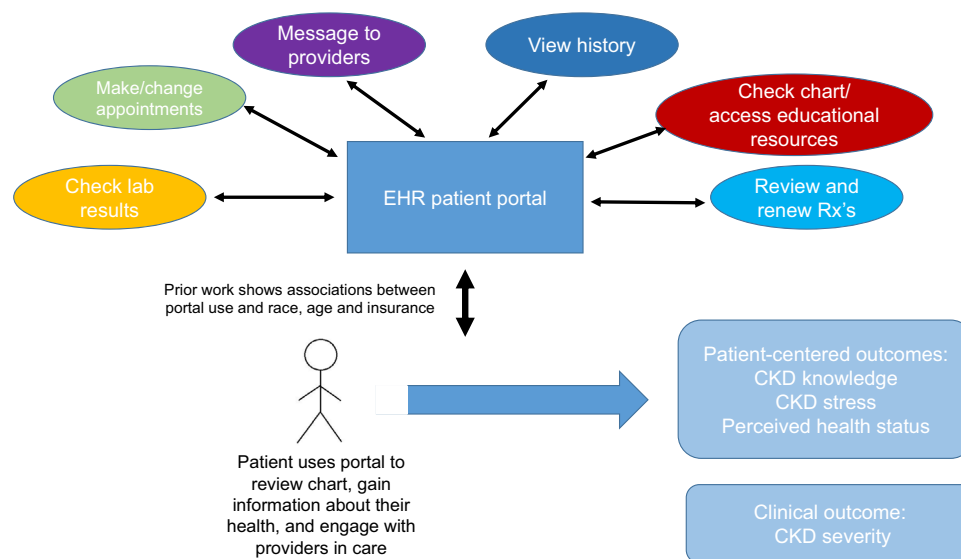 Message to
providers
View history
Make/change
appointments
Check chart/
access educational
resources
Check lab
results
EHR patient portal
Review and
renew Rx's
Prior work shows associations between
portal use and race, age and insurance
Patient-centered outcomes:
CKD knowledge
CKD stress
Perceived health status
Patient uses portal to
review chart, gain
information about their
health, and engage with
providers in care
Clinical outcome:
CKD severity